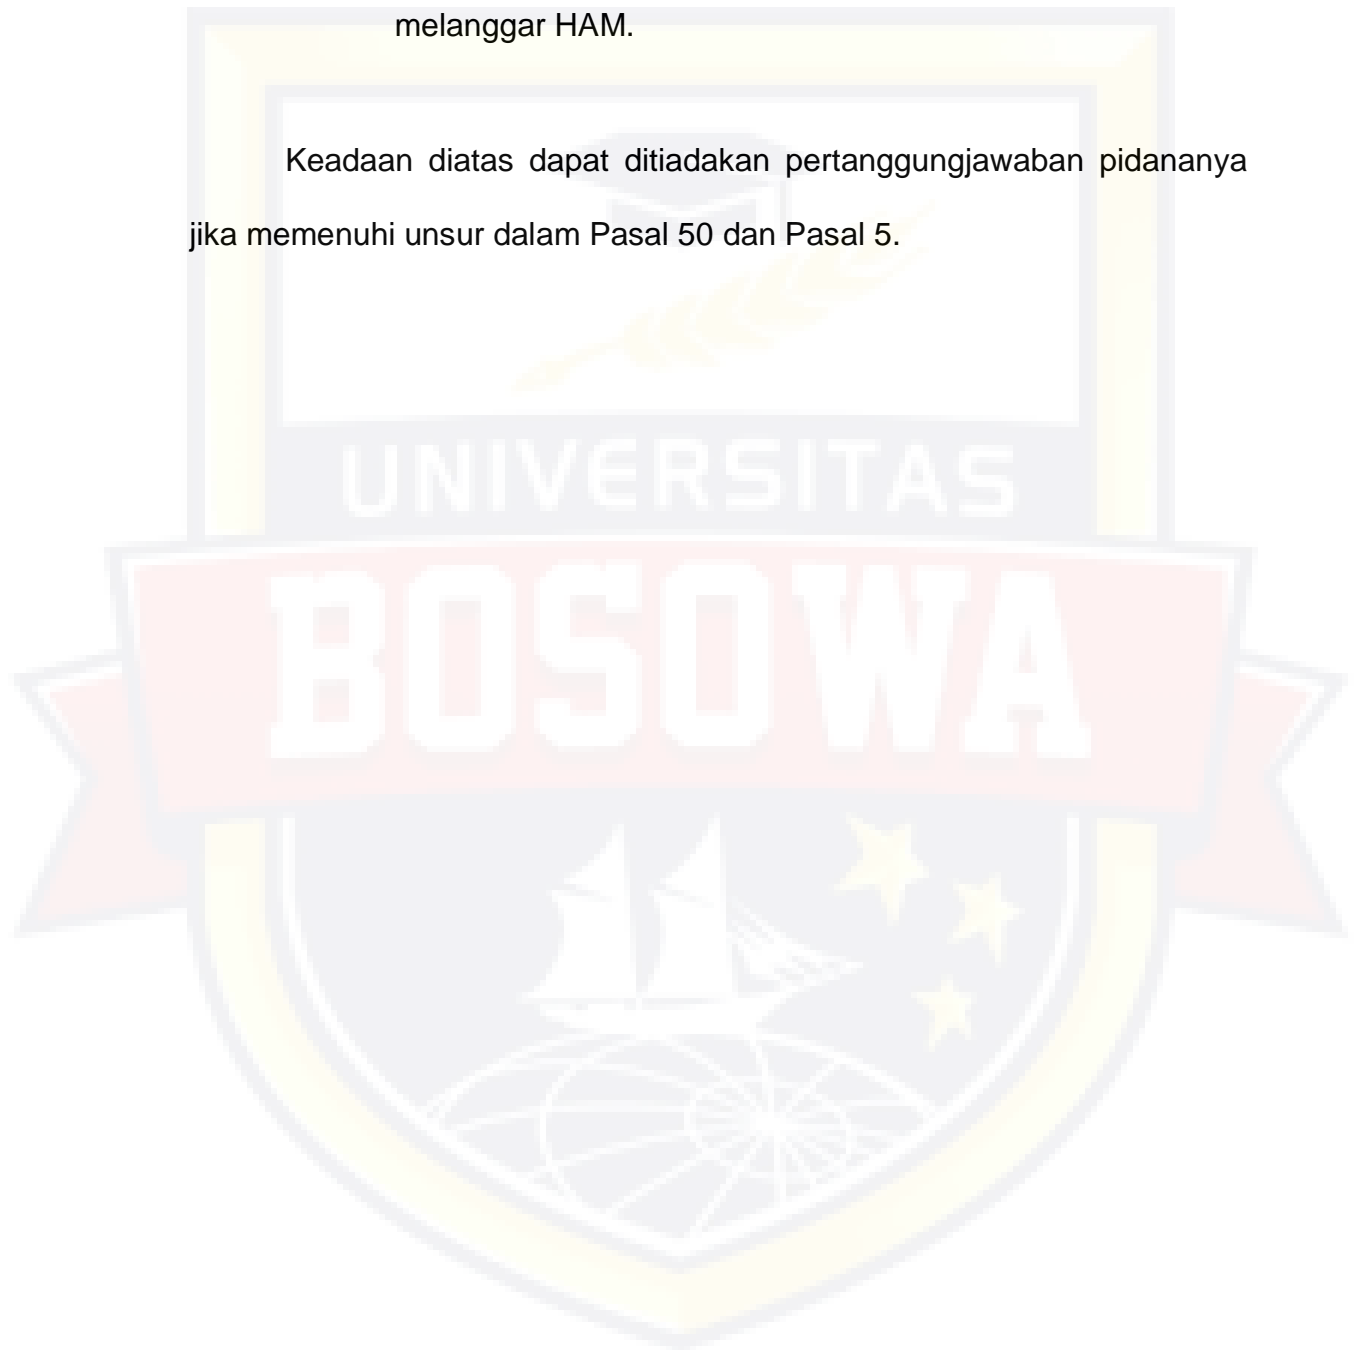 melanggar HAM.
Keadaan diatas dapat ditiadakan pertanggungjawaban pidananya
jika memenuhi unsur dalam Pasal 50 dan Pasal 5.
UNIVERSITAS
BOSOWA